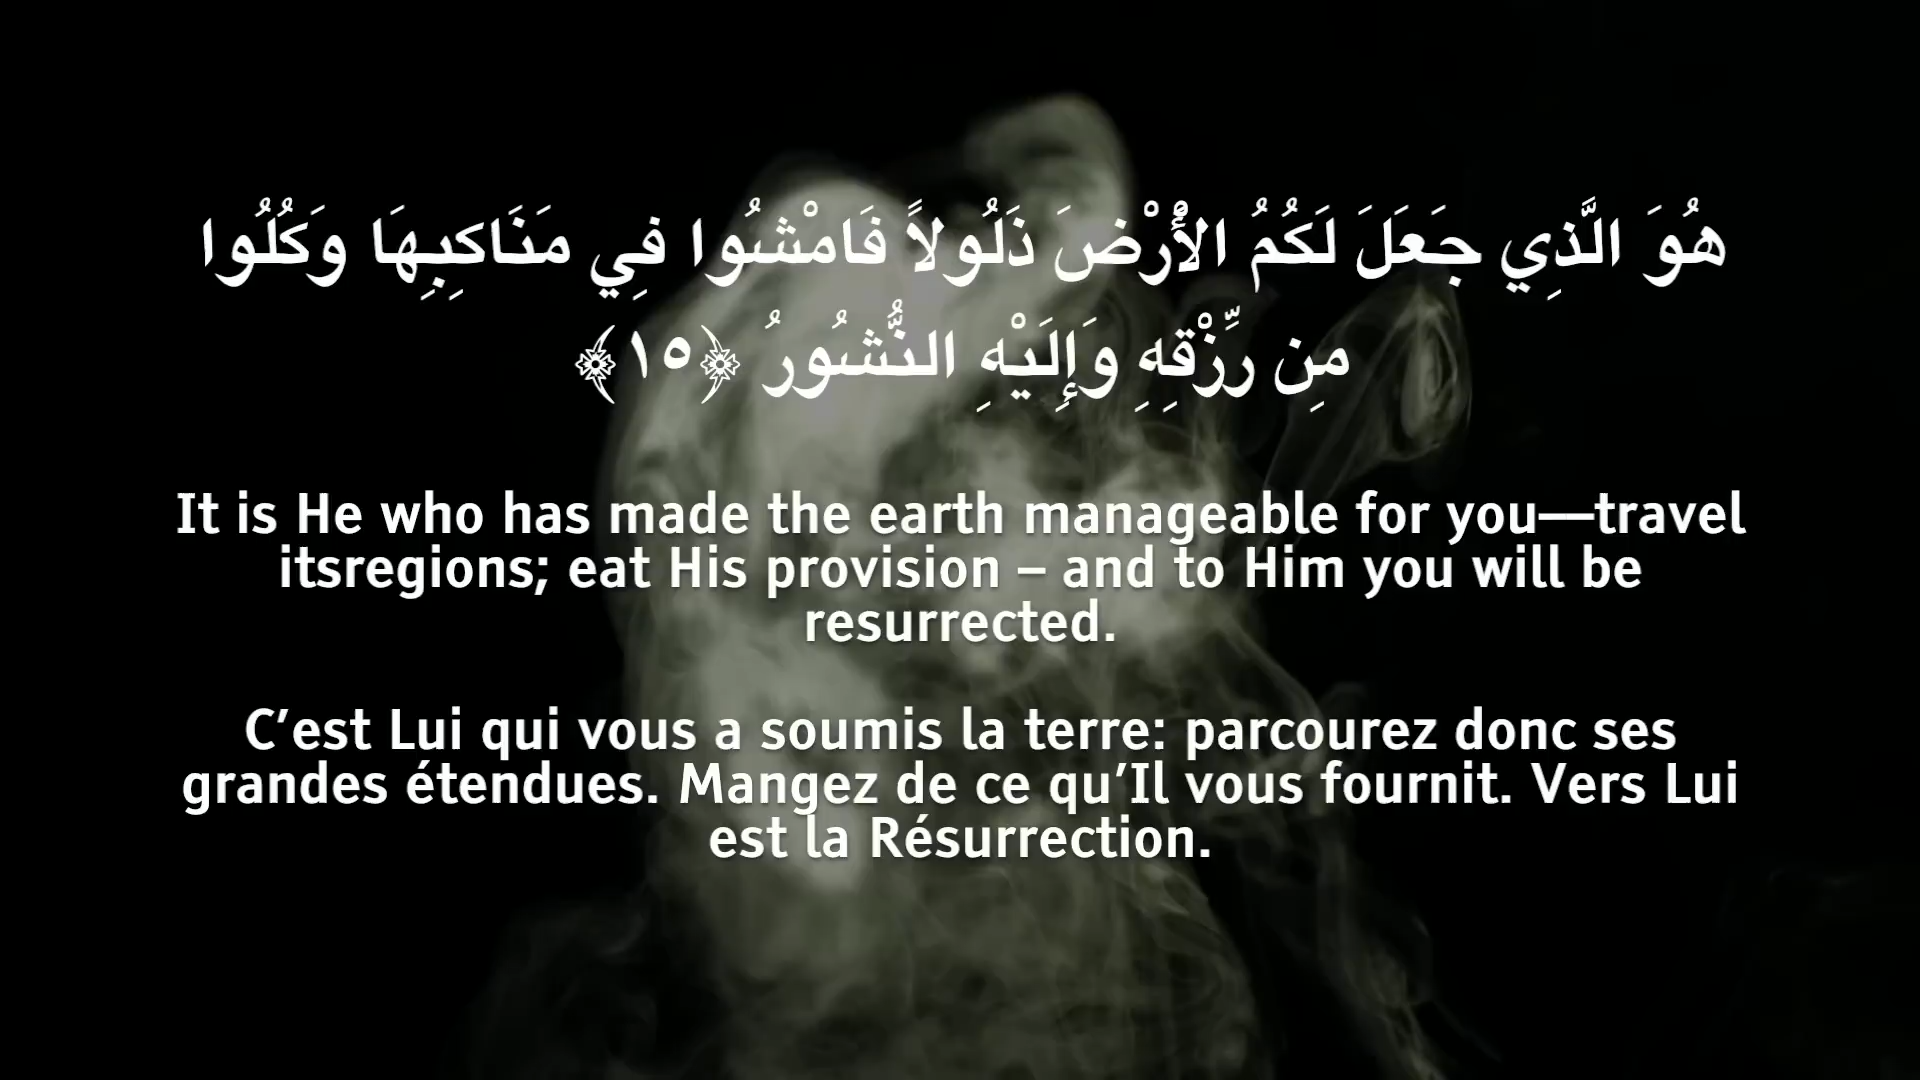 هُوَ الَّذِي جَعَلَ لَكُمُ الأَرْضَ ذَلُولاً فَامْشُوا فِي مَنَاكِبِهَا وَكُلُوا
مِن رِّزْقِهِ وَإِلَيْهِ النُّشُورُ ﴿١٥﴾
It is He who has made the earth manageable for you––travel
itsregions; eat His provision – and to Him you will be
resurrected.
C’est Lui qui vous a soumis la terre: parcourez donc ses
grandes étendues. Mangez de ce qu’Il vous fournit. Vers Lui
est la Résurrection.